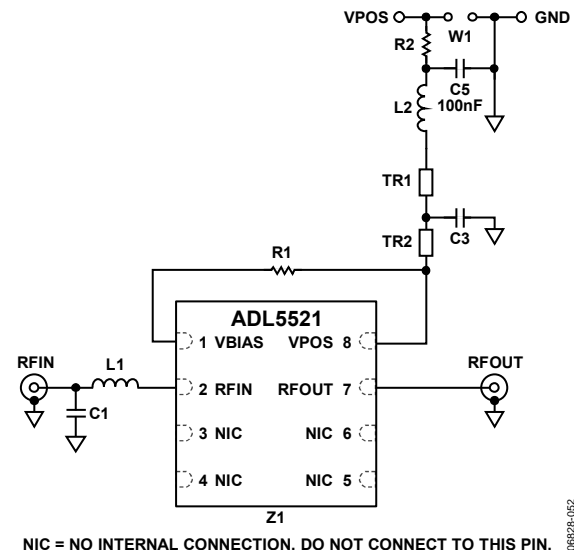 VPOS
GND
W1
R2
C5
100nF
L2
TR1
C3
TR2
R1
ADL5521
1 VBIAS
VPOS 8
RFIN
L1
RFOUT
2 RFIN
RFOUT 7
C1
3 NIC
NIC 6
4 NIC
NIC 5
Z1
NIC = NO INTERNAL CONNECTION. DO NOT CONNECT TO THIS PIN.
06828-052